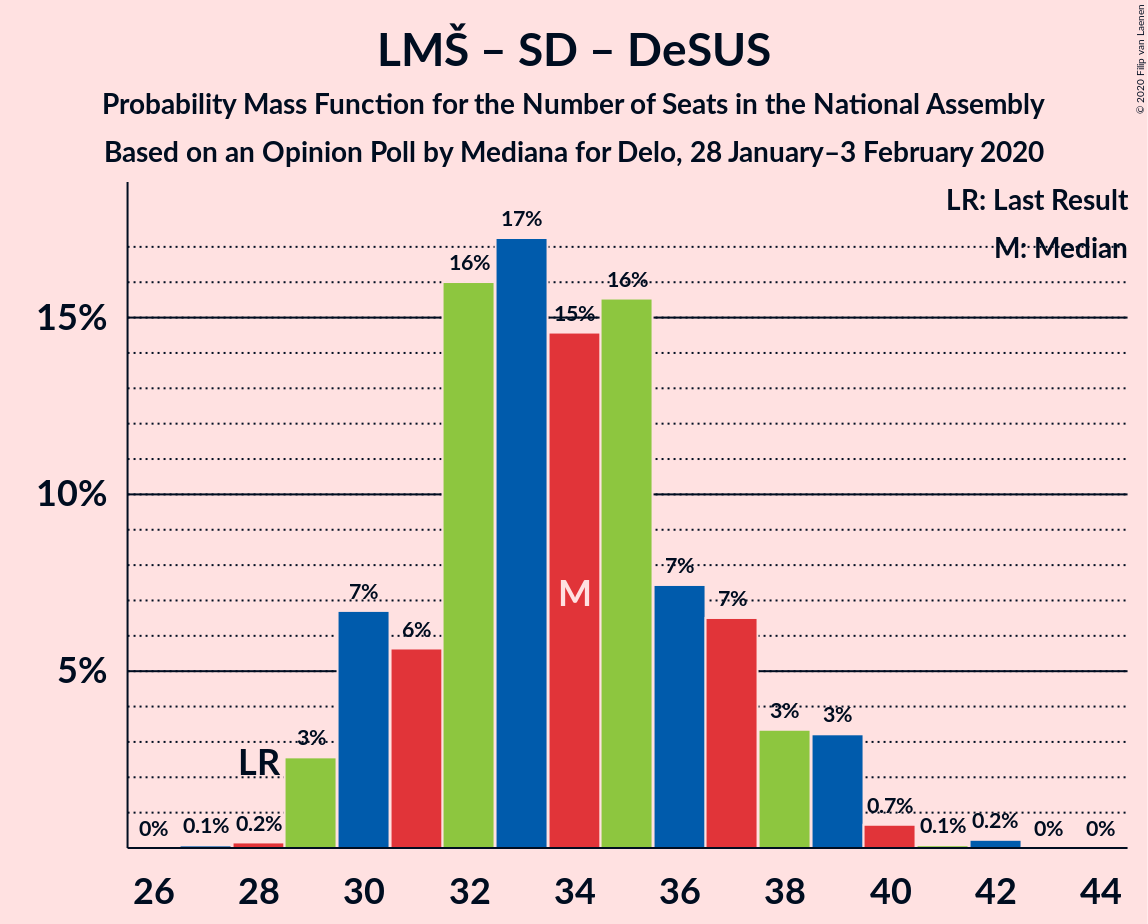 LMŠ – SD – DeSUS
Probability Mass Function for the Number of Seats in the National Assembly
Based on an Opinion Poll by Mediana for Delo, 28 January–3 February 2020
© 2020 Filip van Laenen
LR: Last Result
M: Median
17%
16%
16%
15%
15%
10%
M
7%
7%
7%
6%
5%
3%
3%
3%
LR
0%
0.1%
0.2%
0.7%
0.1%
0.2%
0%
0%
26 28 30 32 34 36 38 40 42 44